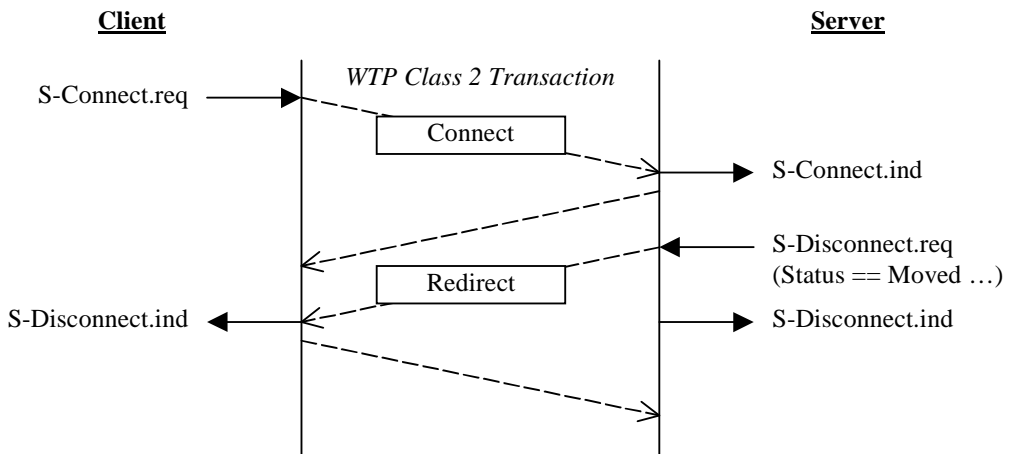 Client
Server
WTP Class 2 Transaction
S-Connect.req
Connect
S-Connect.ind
S-Disconnect.req
(Status == Moved …)
Redirect
S-Disconnect.ind
S-Disconnect.ind